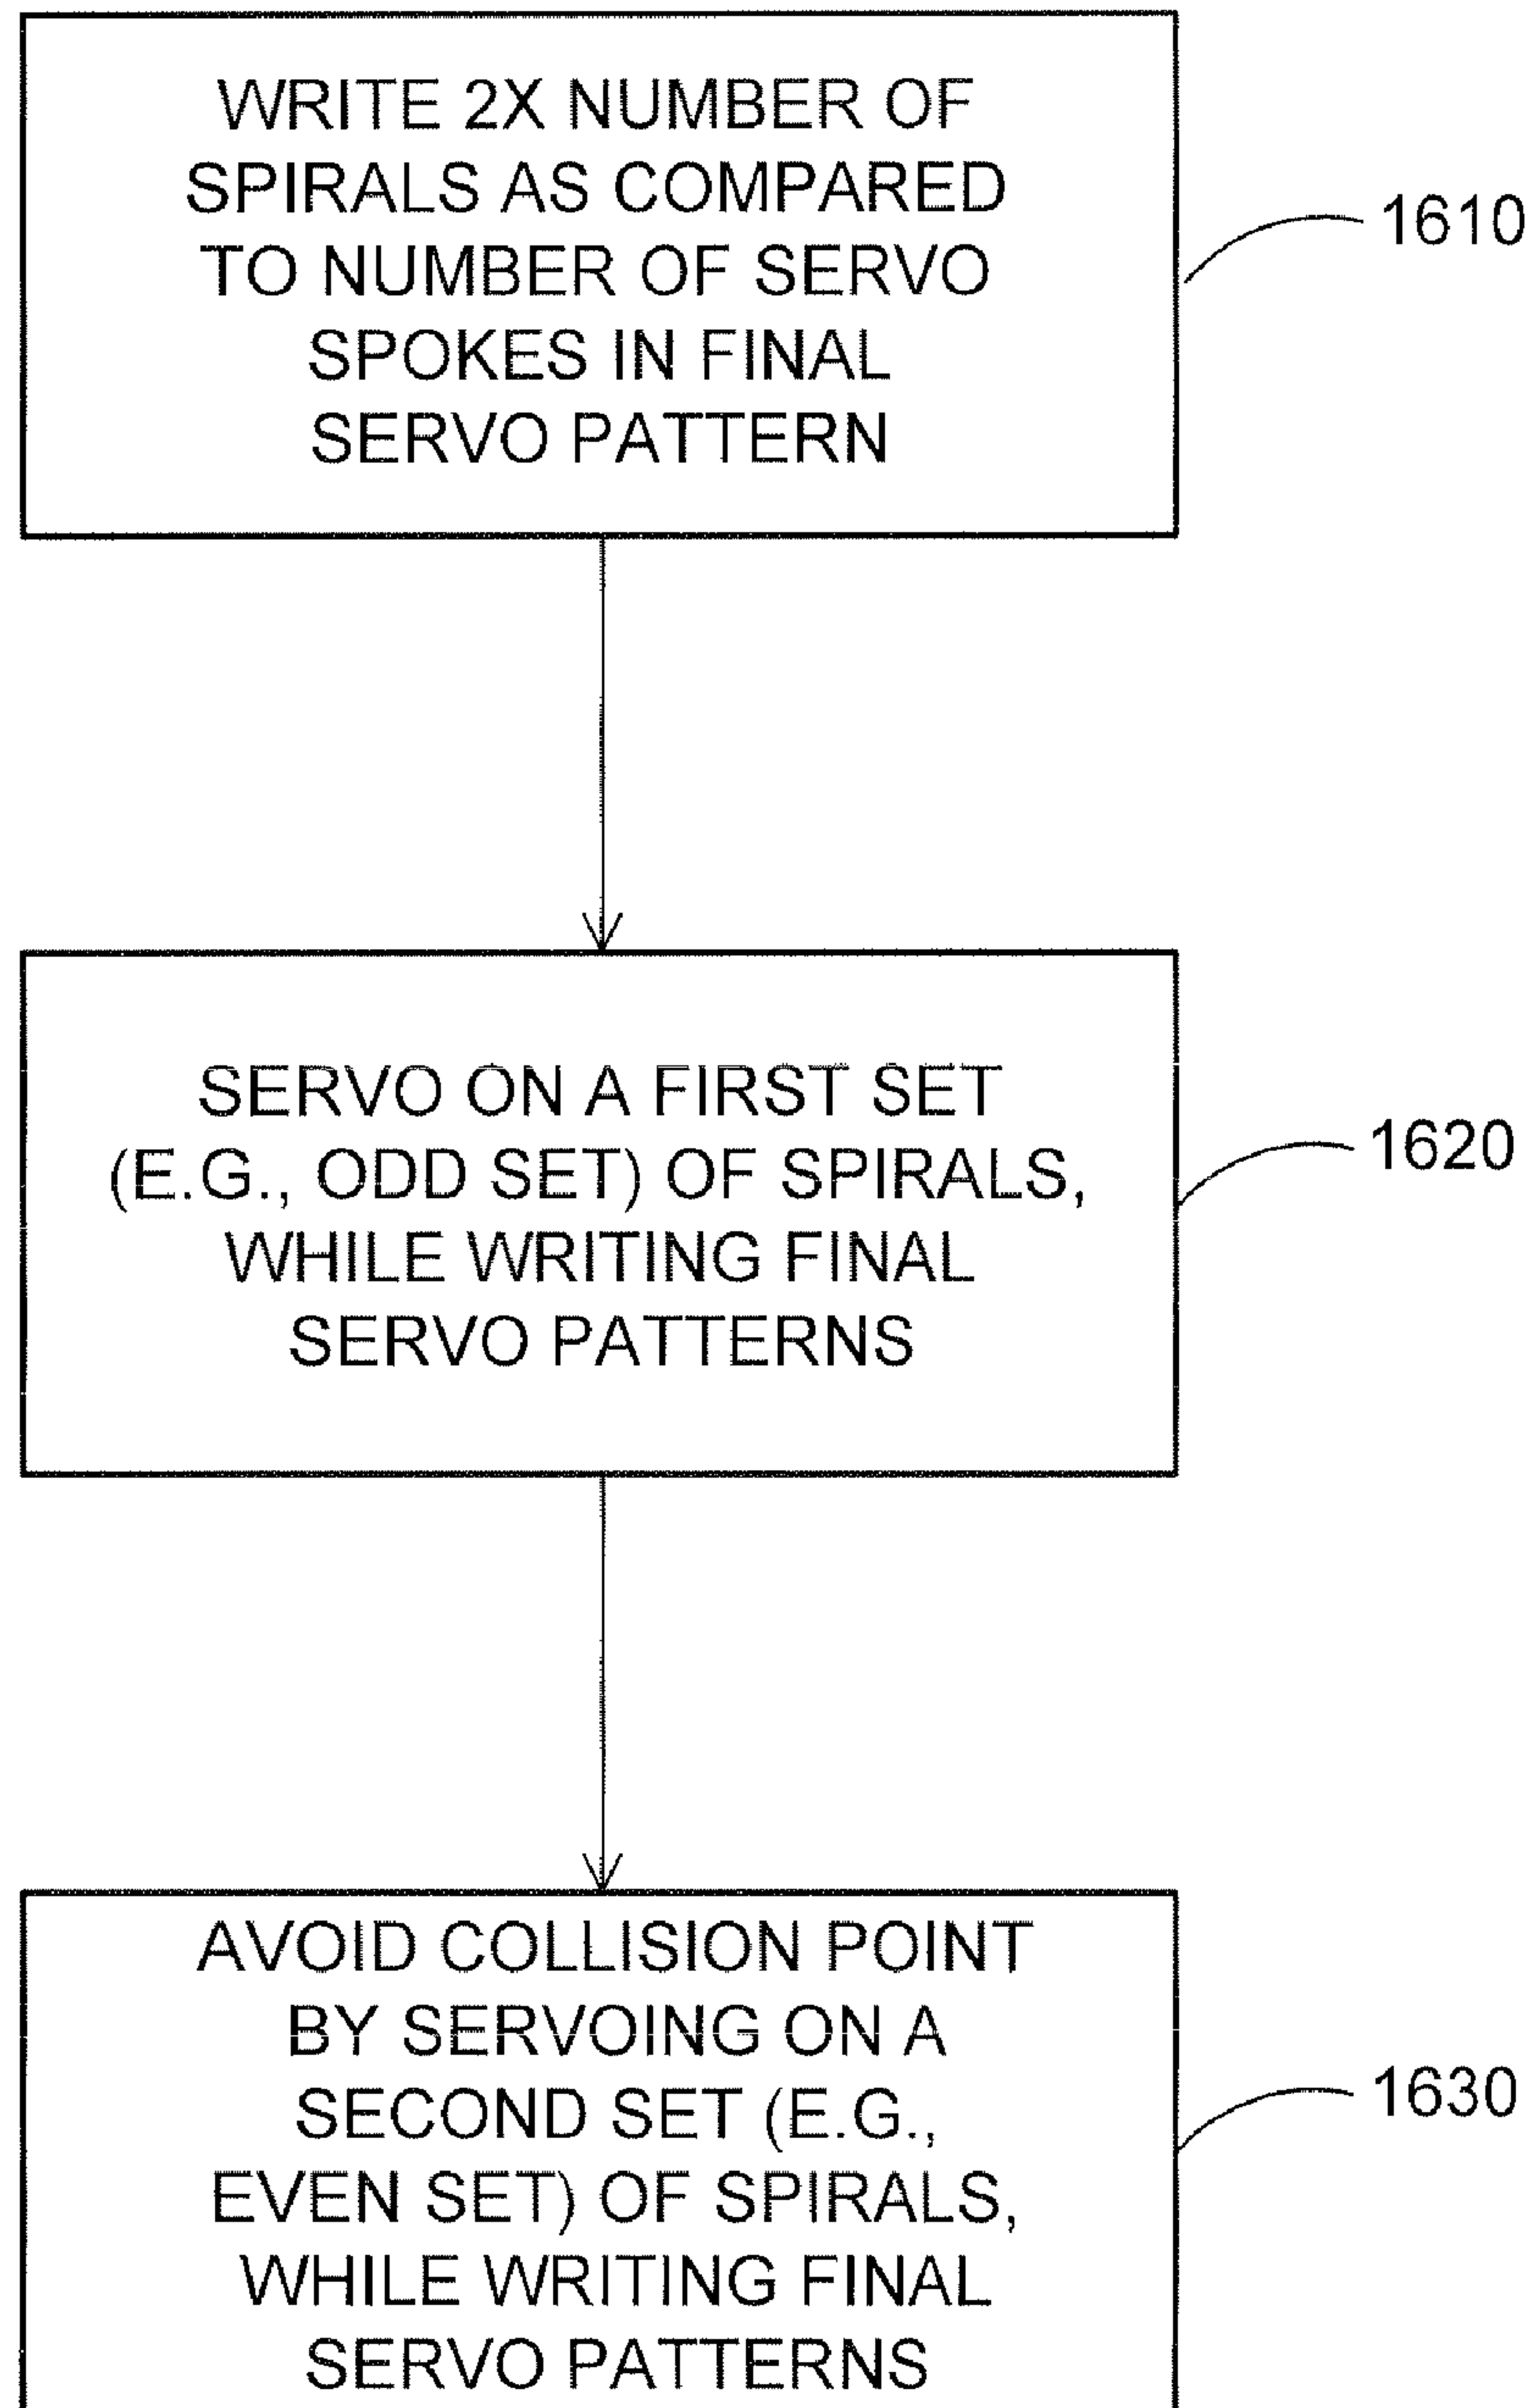 WRITE 2X NUMBER OF
SPIRALS AS COMPARED
TO NUMBER OF SERVO
SPOKES IN FINAL
SERVO PATTERN
1610
SERVO ON A FIRST SET
(E.G., ODD SET) OF SPIRALS,
WHILE WRITING FINAL
SERVO PATTERNS
1620
AVOID COLLISION POINT
BY SERVOING ON A
SECOND SET (E.G.,
EVEN SET) OF SPIRALS,
WHILE WRITING FINAL
SERVO PATTERNS
1630